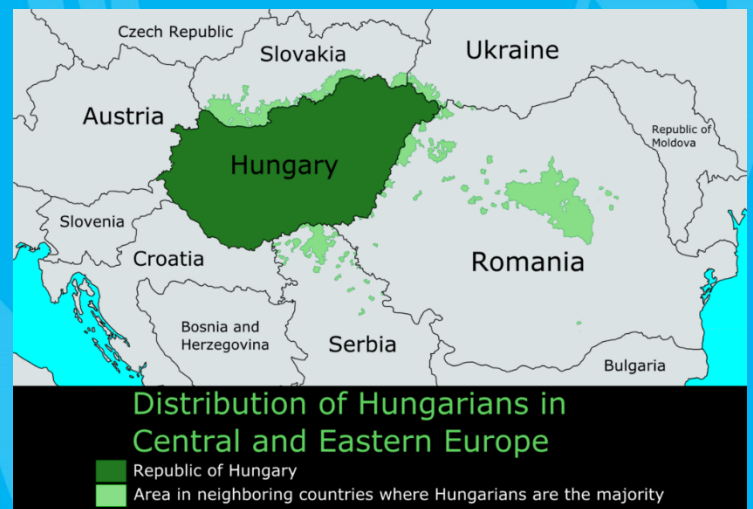 Czech Republic
Slovakia
Ukraine
Austria
Republic of
Moldova
Hungary
Slovenia
Croatia
Romania
Bosnia and
Herzegovina
Serbia
Bulgaria
Distribution of Hungarians in
Central and Eastern Europe
Republic of Hungary
Area in neighboring countries where Hungarians are the majority